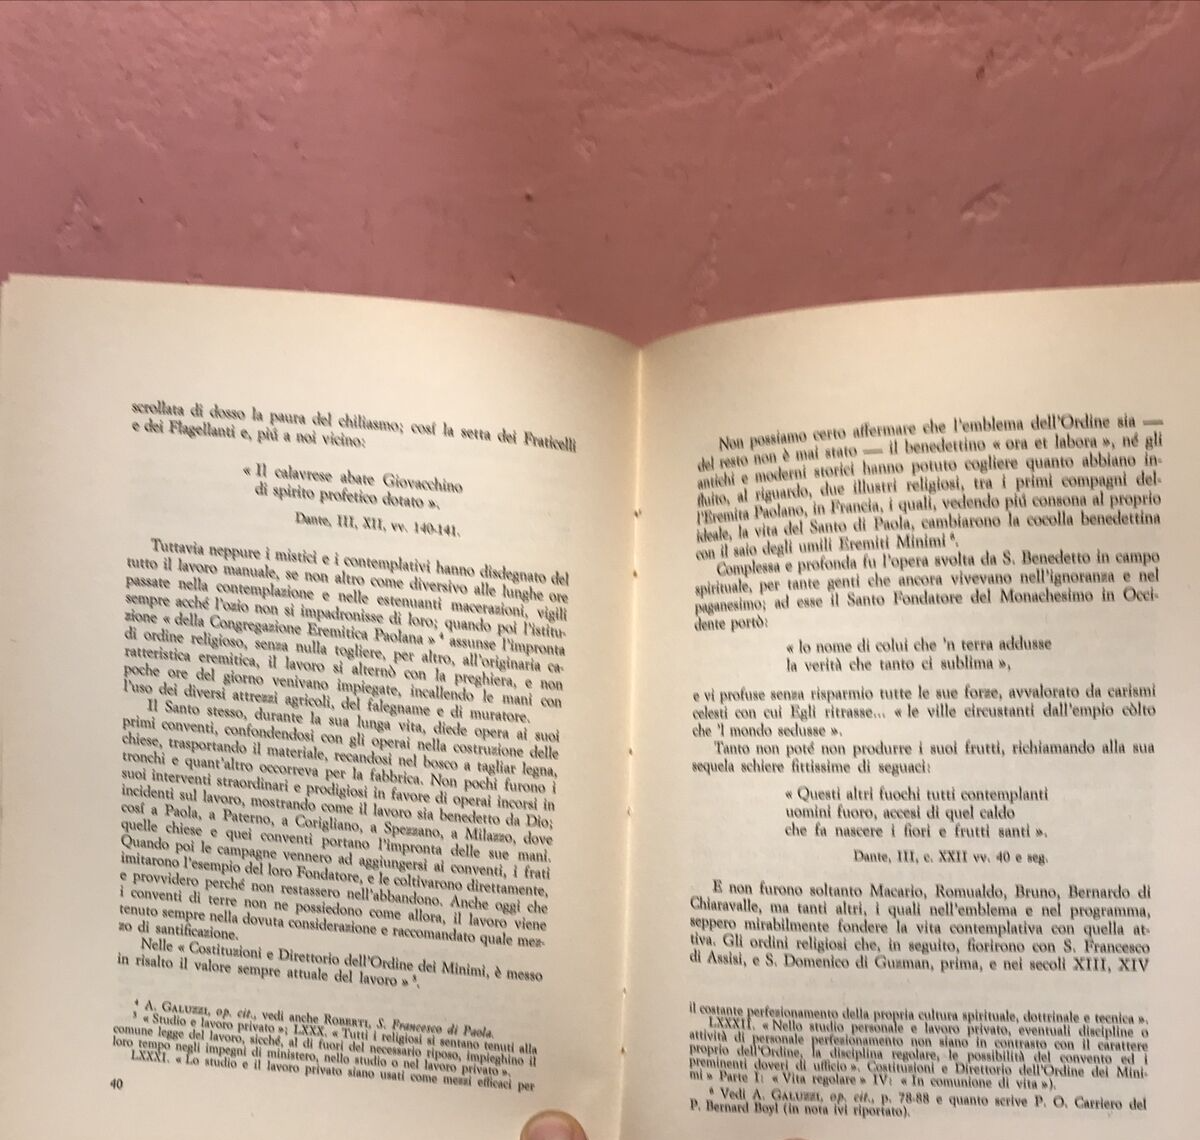 scrollata di dosso la paura del chiliasmo; cosí la setta dei Fraticelli
e dei Flagellanti e, piú a noi vicino:
« Il calavrese abate Giovacchino
di spirito profetico dotato ».
Dante, III, XII, vv. 140-141.
Tuttavia neppure i mistici e i contemplativi hanno disdegnato del
tutto il lavoro manuale, se non altro come diversivo alle lunghe ore
passate nella contemplazione e nelle estenuanti macerazioni, vigili
sempre acché l'ozio non si impadronisse di loro; quando poi l'istitu-
zione « della Congregazione Eremitica Paolana » ⁴ assunse l'impronta
di ordine religioso, senza nulla togliere, per altro, all'originaria ca-
ratteristica eremitica, il lavoro si alternò con la preghiera, e non
poche ore del giorno venivano impiegate, incallendo le mani con
l'uso dei diversi attrezzi agricoli, del falegname e di muratore.
Il Santo stesso, durante la sua lunga vita, diede opera ai suoi
primi conventi, confondendosi con gli operai nella costruzione delle
chiese, trasportando il materiale, recandosi nel bosco a tagliar legna,
tronchi e quant'altro occorreva per la fabbrica. Non pochi furono i
suoi interventi straordinari e prodigiosi in favore di operai incorsi in
incidenti sul lavoro, mostrando come il lavoro sia benedetto da Dio;
cosí a Paola, a Paterno, a Corigliano, a Spezzano, a Milazzo, dove
quelle chiese e quei conventi portano l'impronta delle sue mani.
Quando poi le campagne vennero ad aggiungersi ai conventi, i frati
imitarono l'esempio del loro Fondatore, e le coltivarono direttamente,
e provvidero perché non restassero nell'abbandono. Anche oggi che
i conventi di terre non ne possiedono come allora, il lavoro viene
tenuto sempre nella dovuta considerazione e raccomandato quale mez-
zo di santificazione.
Nelle « Costituzioni e Direttorio dell'Ordine dei Minimi, è messo
in risalto il valore sempre attuale del lavoro » ⁵.
⁴ A. GALUZZI, op. cit., vedi anche ROBERTI, S. Francesco di Paola.
⁵ « Studio e lavoro privato »; LXXX. « Tutti i religiosi si sentano tenuti alla
comune legge del lavoro, sicché, al di fuori del necessario riposo, impieghino il
loro tempo negli impegni di ministero, nello studio o nel lavoro privato ».
LXXXI. « Lo studio e il lavoro privato siano usati come mezzi efficaci per
40
Non possiamo certo affermare che l'emblema dell'Ordine sia —
del resto non è mai stato — il benedettino « ora et labora », né gli
antichi e moderni storici hanno potuto cogliere quanto abbiano in-
fluito, al riguardo, due illustri religiosi, tra i primi compagni del-
l'Eremita Paolano, in Francia, i quali, vedendo piú consona al proprio
ideale, la vita del Santo di Paola, cambiarono la cocolla benedettina
con il saio degli umili Eremiti Minimi ⁶.
Complessa e profonda fu l'opera svolta da S. Benedetto in campo
spirituale, per tante genti che ancora vivevano nell'ignoranza e nel
paganesimo; ad esse il Santo Fondatore del Monachesimo in Occi-
dente portò:
« lo nome di colui che 'n terra addusse
la verità che tanto ci sublima »,
e vi profuse senza risparmio tutte le sue forze, avvalorato da carismi
celesti con cui Egli ritrasse... « le ville circustanti dall'empio còlto
che 'l mondo sedusse ».
Tanto non poté non produrre i suoi frutti, richiamando alla sua
sequela schiere fittissime di seguaci:
« Questi altri fuochi tutti contemplanti
uomini fuoro, accesi di quel caldo
che fa nascere i fiori e frutti santi ».
Dante, III, c. XXII vv. 40 e seg.
E non furono soltanto Macario, Romualdo, Bruno, Bernardo di
Chiaravalle, ma tanti altri, i quali nell'emblema e nel programma,
seppero mirabilmente fondere la vita contemplativa con quella at-
tiva. Gli ordini religiosi che, in seguito, fiorirono con S. Francesco
di Assisi, e S. Domenico di Guzman, prima, e nei secoli XIII, XIV
il costante perfesionamento della propria cultura spirituale, dottrinale e tecnica ».
LXXXII. « Nello studio personale e lavoro privato, eventuali discipline o
attività di personale perfesionamento non siano in contrasto con il carattere
proprio dell'Ordine, la disciplina regolare, le possibilità del convento ed i
preminenti doveri di ufficio ». Costituzioni e Direttorio dell'Ordine dei Mini-
mi » Parte I: « Vita regolare » IV: « In comunione di vita »).
⁶ Vedi A. GALUZZI, op. cit., p. 78-88 e quanto scrive P. O. Carriero del
P. Bernard Boyl (in nota ivi riportato).